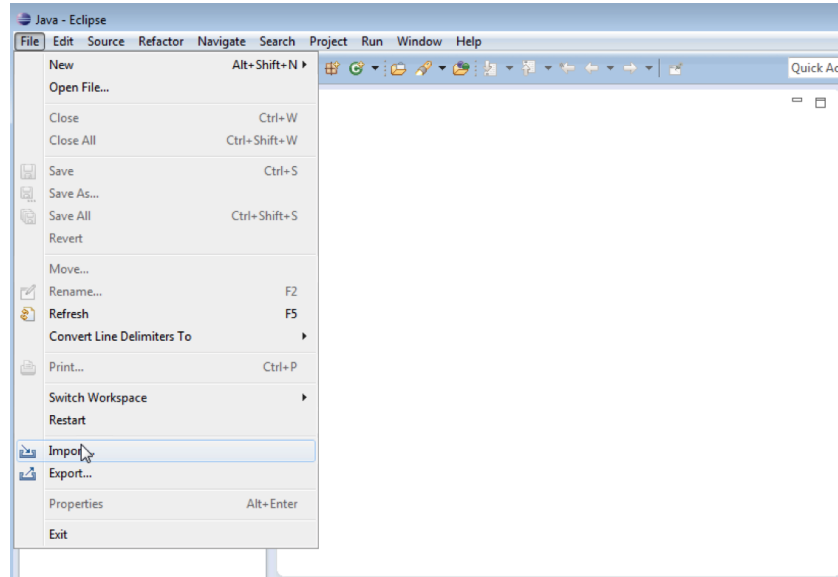 Java - Eclipse
File Edit Source Refactor Navigate Search Project Run Window Help
New Alt+Shift+N
Quick Ac
Open File...
Close Ctrl+W
Close All Ctrl+Shift+W
Save Ctrl+S
Save As...
Save All Ctrl+Shift+S
Revert
Move...
Rename... F2
Refresh F5
Convert Line Delimiters To
Print... Ctrl+P
Switch Workspace
Restart
Impor
Export...
Properties Alt+Enter
Exit